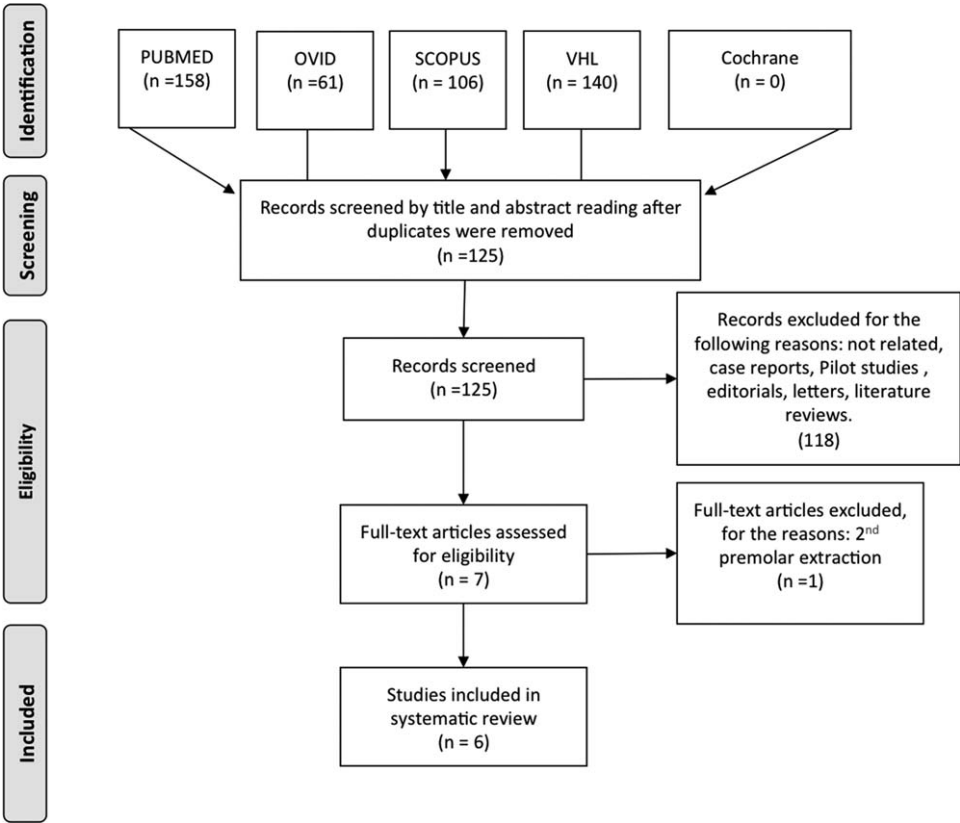 Identification
PUBMED
(n =158)
OVID
(n =61)
SCOPUS
(n = 106)
VHL
(n = 140)
Cochrane
(n = 0)
Screening
Records screened by title and abstract reading after
duplicates were removed
(n =125)
Eligibility
Records screened
(n =125)
Records excluded for the
following reasons: not related,
case reports, Pilot studies ,
editorials, letters, literature
reviews.
(118)
Full-text articles assessed
for eligibility
(n = 7)
Full-text articles excluded,
for the reasons: 2nd
premolar extraction
(n =1)
Included
Studies included in
systematic review
(n = 6)